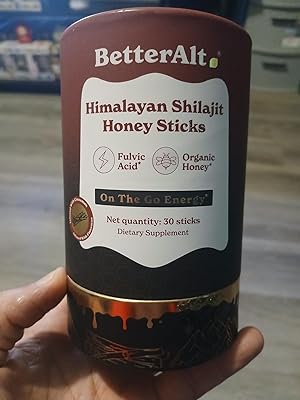 BetterAlt
Himalayan Shilajit
Honey Sticks
Fulvic
Acid*
Organic
Honey*
On The Go Energy*
Net quantity: 30 sticks
Dietary Supplement